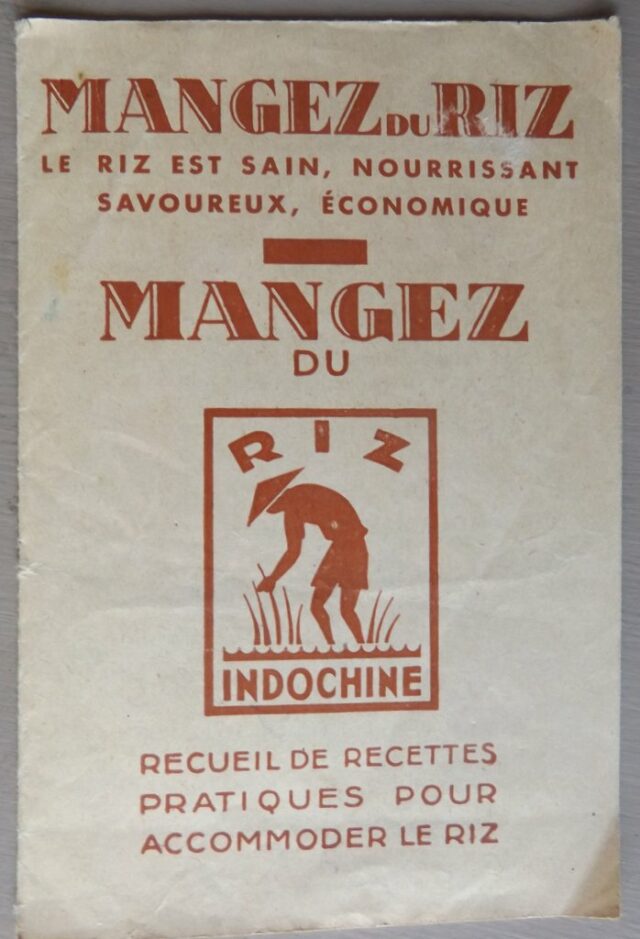 MANGEZ DU RIZ
LE RIZ EST SAIN, NOURRISSANT
SAVOUREUX, ÉCONOMIQUE
MANGEZ
DU
RIZ
INDOCHINE
RECUEIL DE RECETTES
PRATIQUES POUR
ACCOMMODER LE RIZ